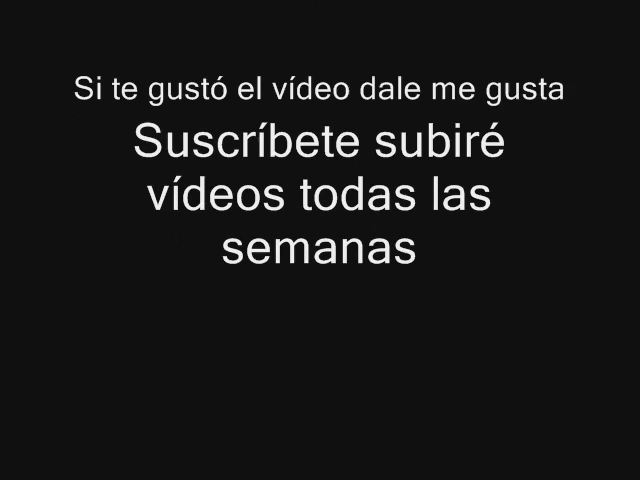 Si te gustó el vídeo dale me gusta
Suscríbete subiré
vídeos todas las
semanas